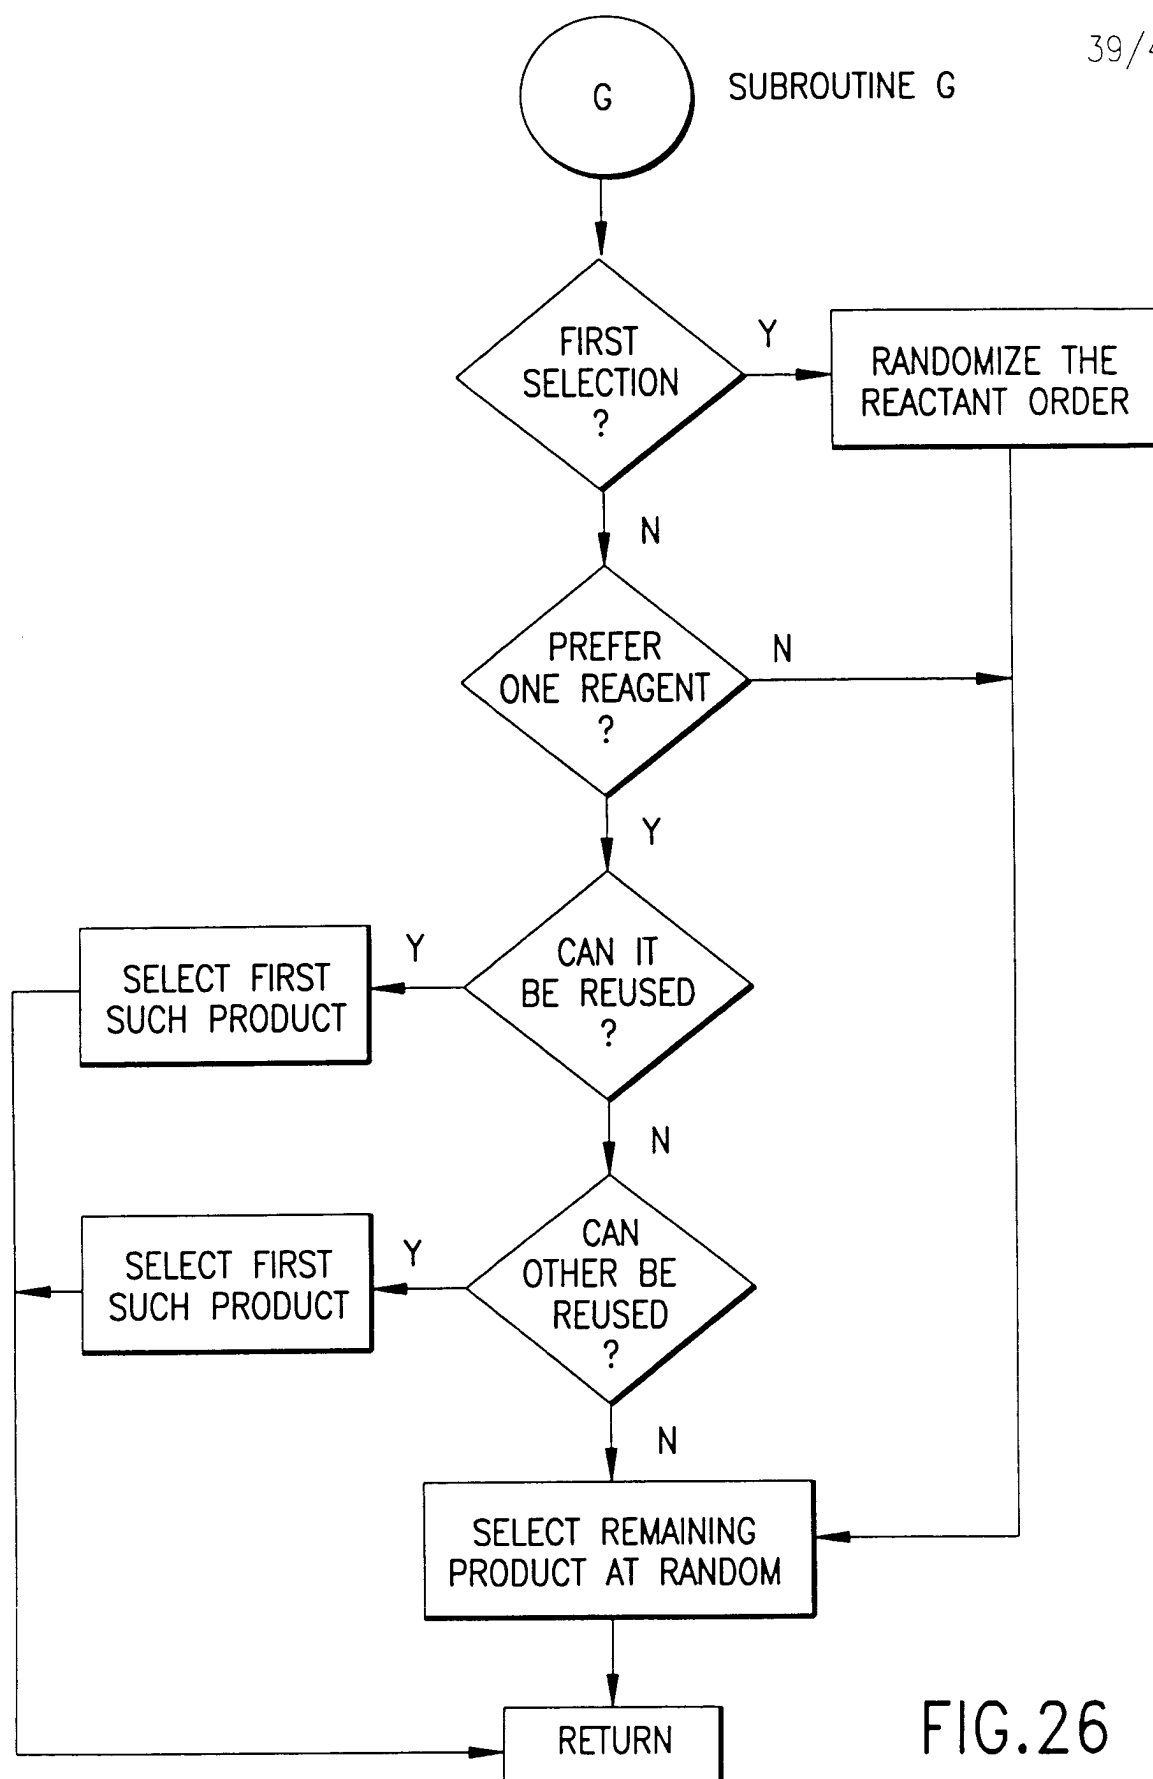 39/4
G
SUBROUTINE G
FIRST
SELECTION
?
Y
RANDOMIZE THE
REACTANT ORDER
N
PREFER
ONE REAGENT
?
N
Y
CAN IT
BE REUSED
?
Y
SELECT FIRST
SUCH PRODUCT
N
CAN
OTHER BE
REUSED
?
Y
SELECT FIRST
SUCH PRODUCT
N
SELECT REMAINING
PRODUCT AT RANDOM
RETURN
FIG.26